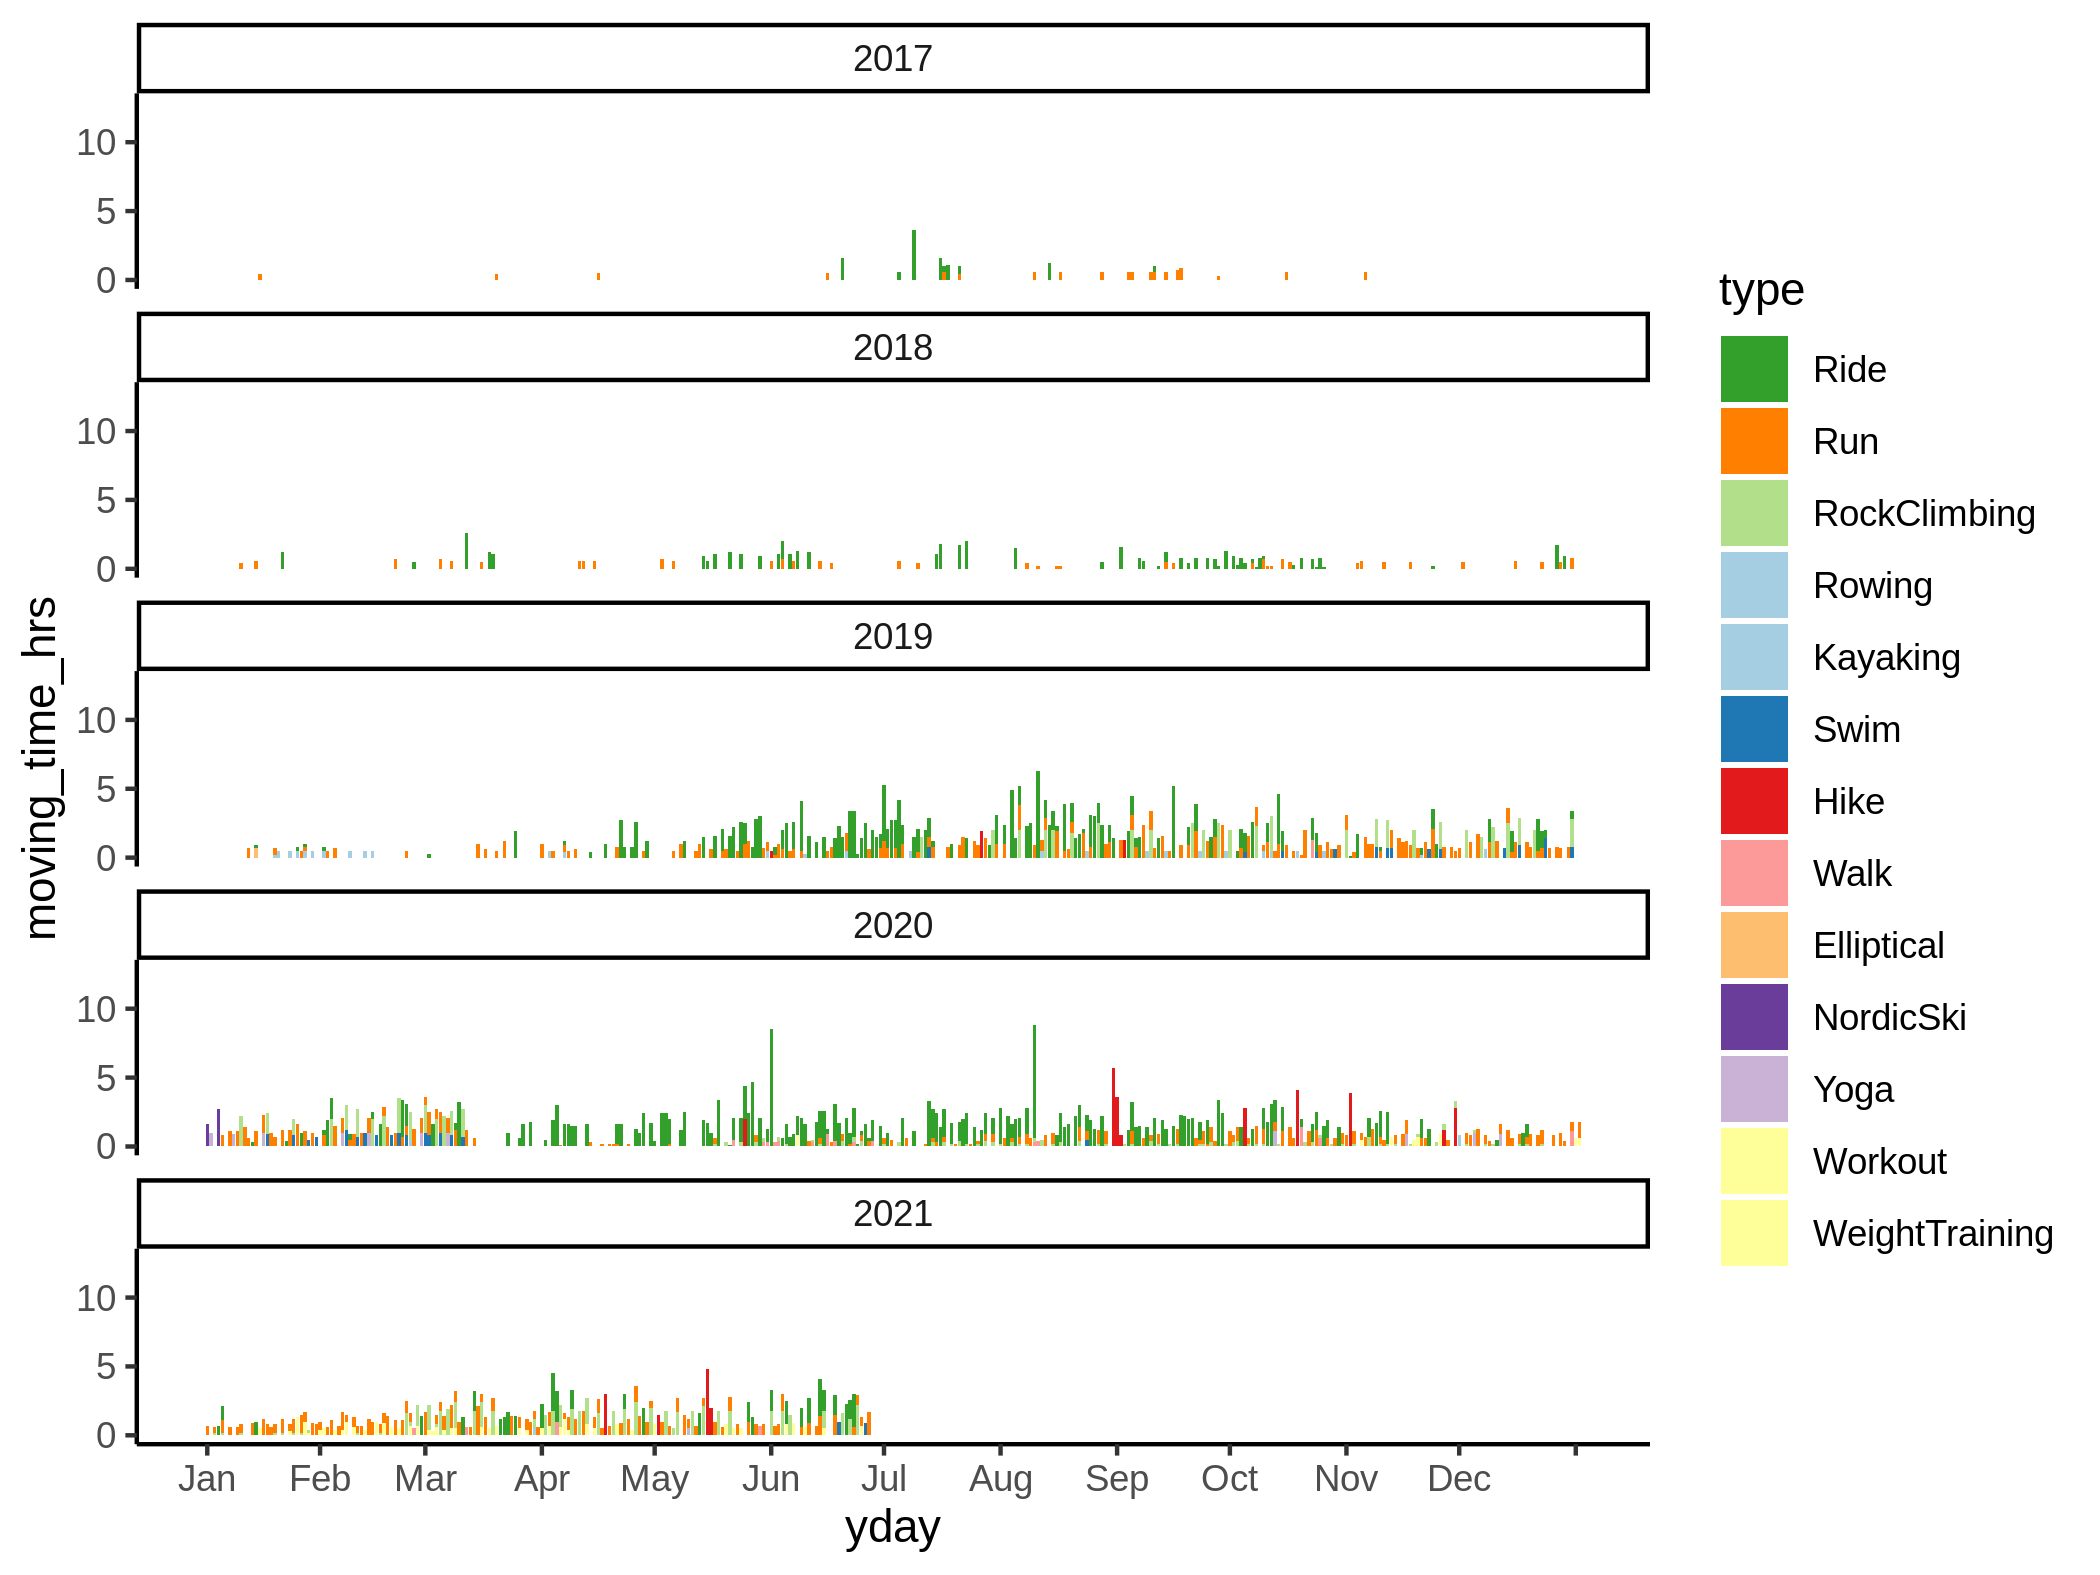 2017
10
5
0
2018
10
5
0
2019
10
5
0
2020
10
5
0
2021
10
5
0
Jan Feb Mar Apr May Jun Jul Aug Sep Oct Nov Dec
yday
moving_time_hrs
type
Ride
Run
RockClimbing
Rowing
Kayaking
Swim
Hike
Walk
Elliptical
NordicSki
Yoga
Workout
WeightTraining